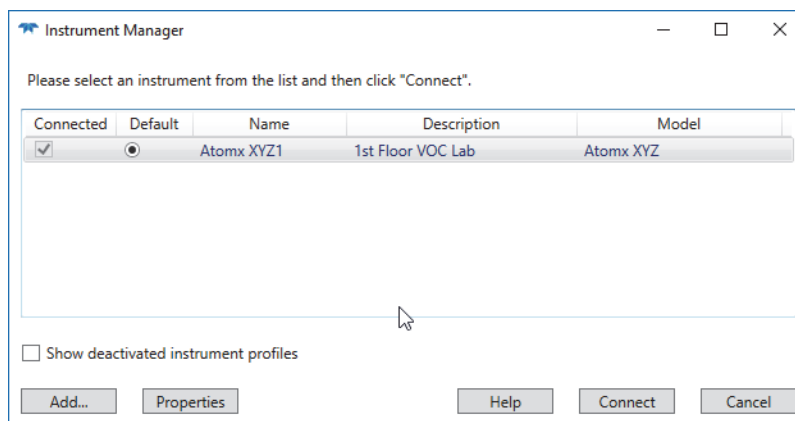 Instrument Manager
Please select an instrument from the list and then click "Connect".
Connected Default Name Description Model
Atomx XYZ1 1st Floor VOC Lab Atomx XYZ
Show deactivated instrument profiles
Add... Properties Help Connect Cancel